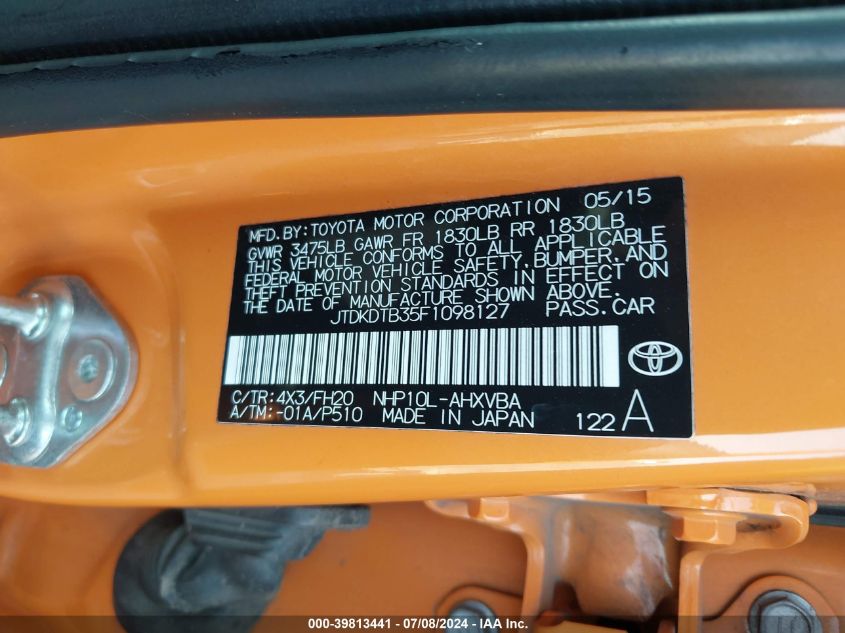 MFD.BY:TOYOTA MOTOR CORPORATION 05/15
GVWR 3475LB GAWR FR 1830LB RR 1830LB
THIS VEHICLE CONFORMS TO ALL APPLICABLE
FEDERAL MOTOR VEHICLE SAFETY,BUMPER,AND
THEFT PREVENTION STANDARDS IN EFFECT ON
THE DATE OF MANUFACTURE SHOWN ABOVE.
JTDKDTB35F1098127 PASS.CAR
C/TR:4X3/FH20 NHP10L-AHXVBA
A/TM:-01A/P510 MADE IN JAPAN 122 A
000-39813441 - 07/08/2024 - IAA Inc.